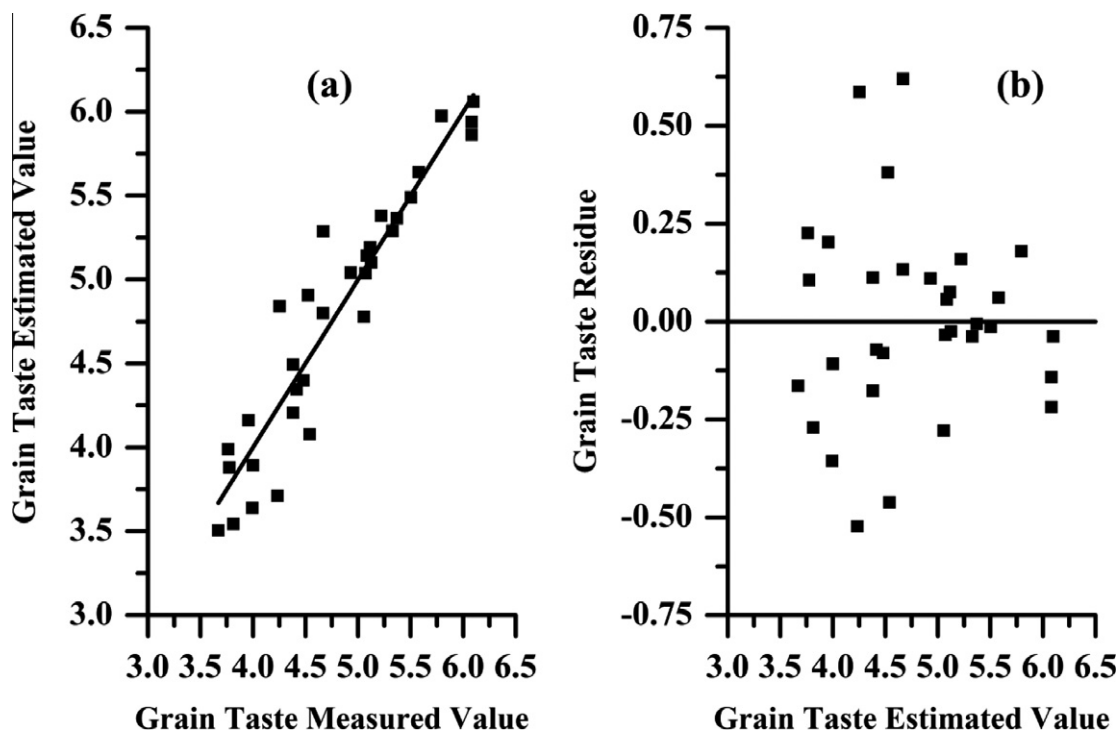 (a)
Grain Taste Estimated Value
6.5
6.0
5.5
5.0
4.5
4.0
3.5
3.0
3.0 3.5 4.0 4.5 5.0 5.5 6.0 6.5
Grain Taste Measured Value
(b)
Grain Taste Residue
0.75
0.50
0.25
0.00
-0.25
-0.50
-0.75
3.0 3.5 4.0 4.5 5.0 5.5 6.0 6.5
Grain Taste Estimated Value